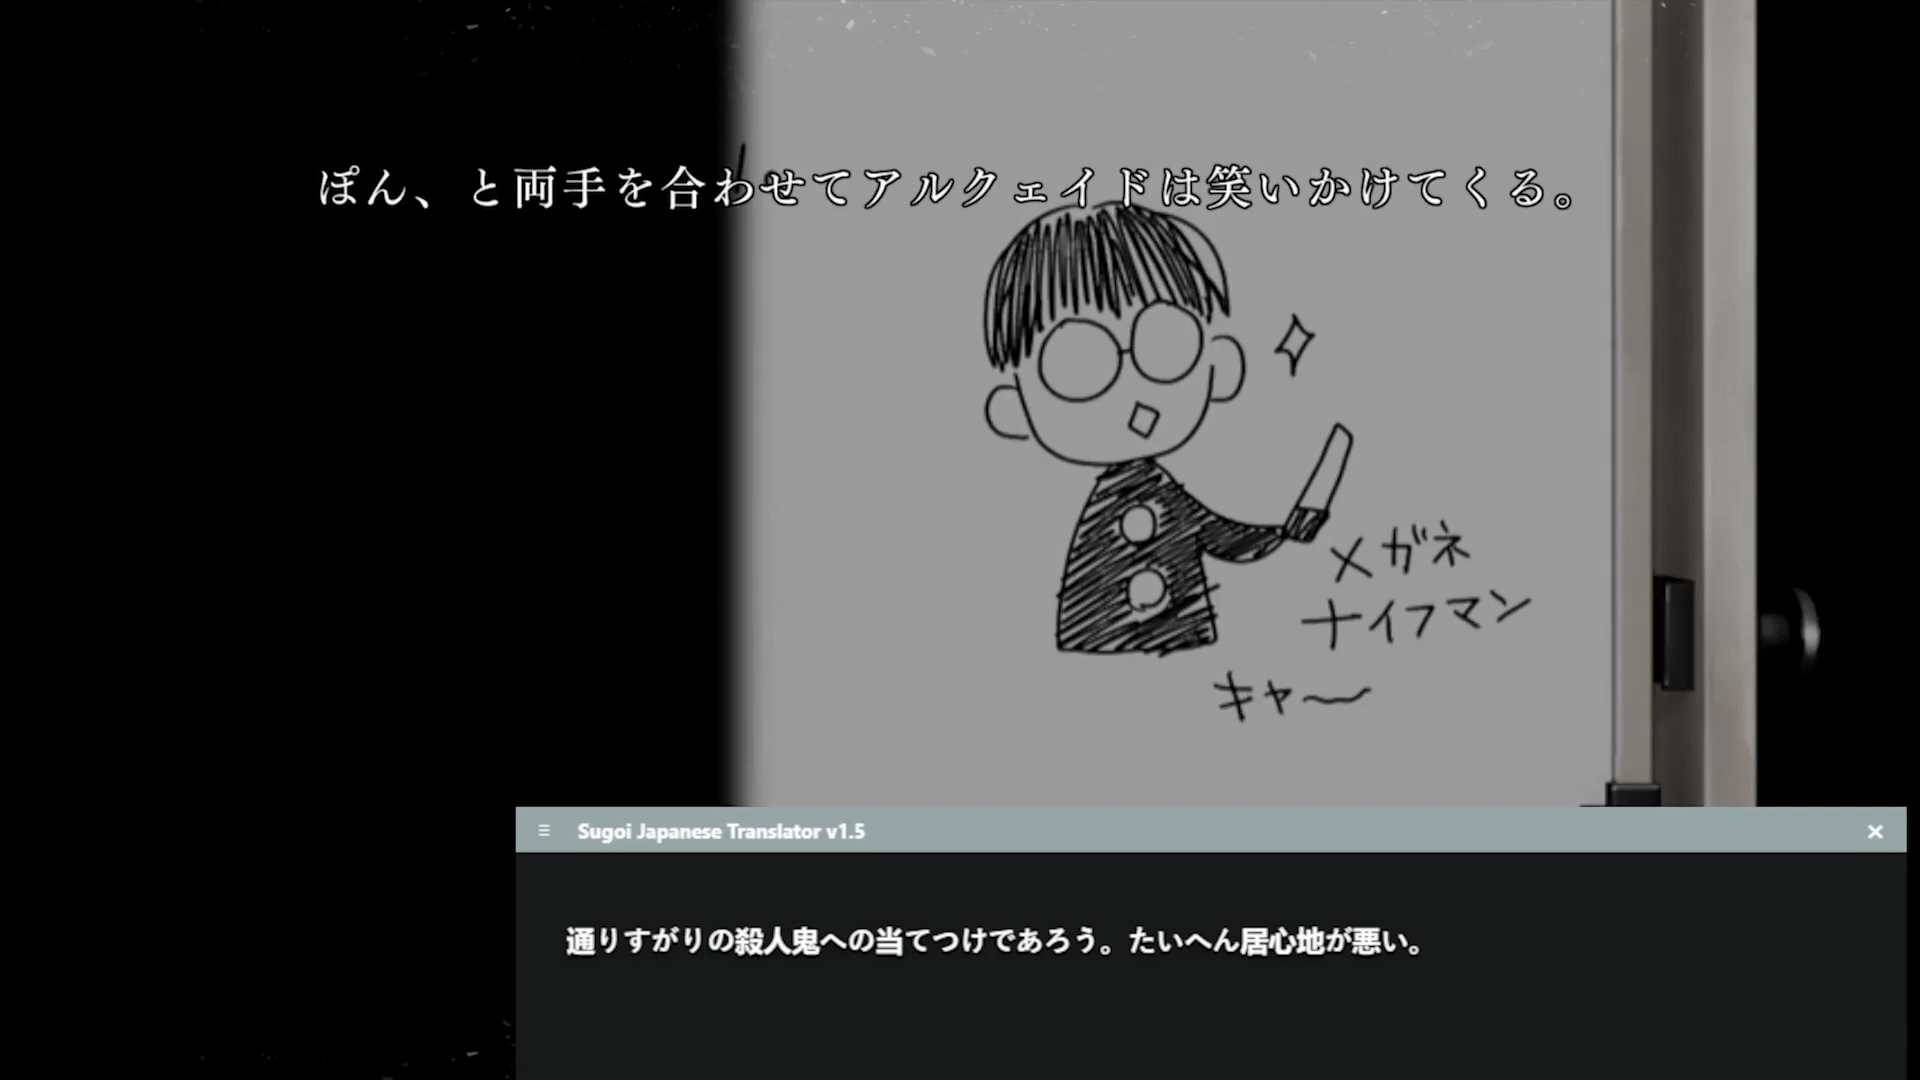 ぽん、と両手を合わせてアルクェイドは笑いかけてくる。
メガネ
ナイフマン
キャ〜
Sugoi Japanese Translator v1.5
通りすがりの殺人鬼への当てつけであろう。たいへん居心地が悪い。